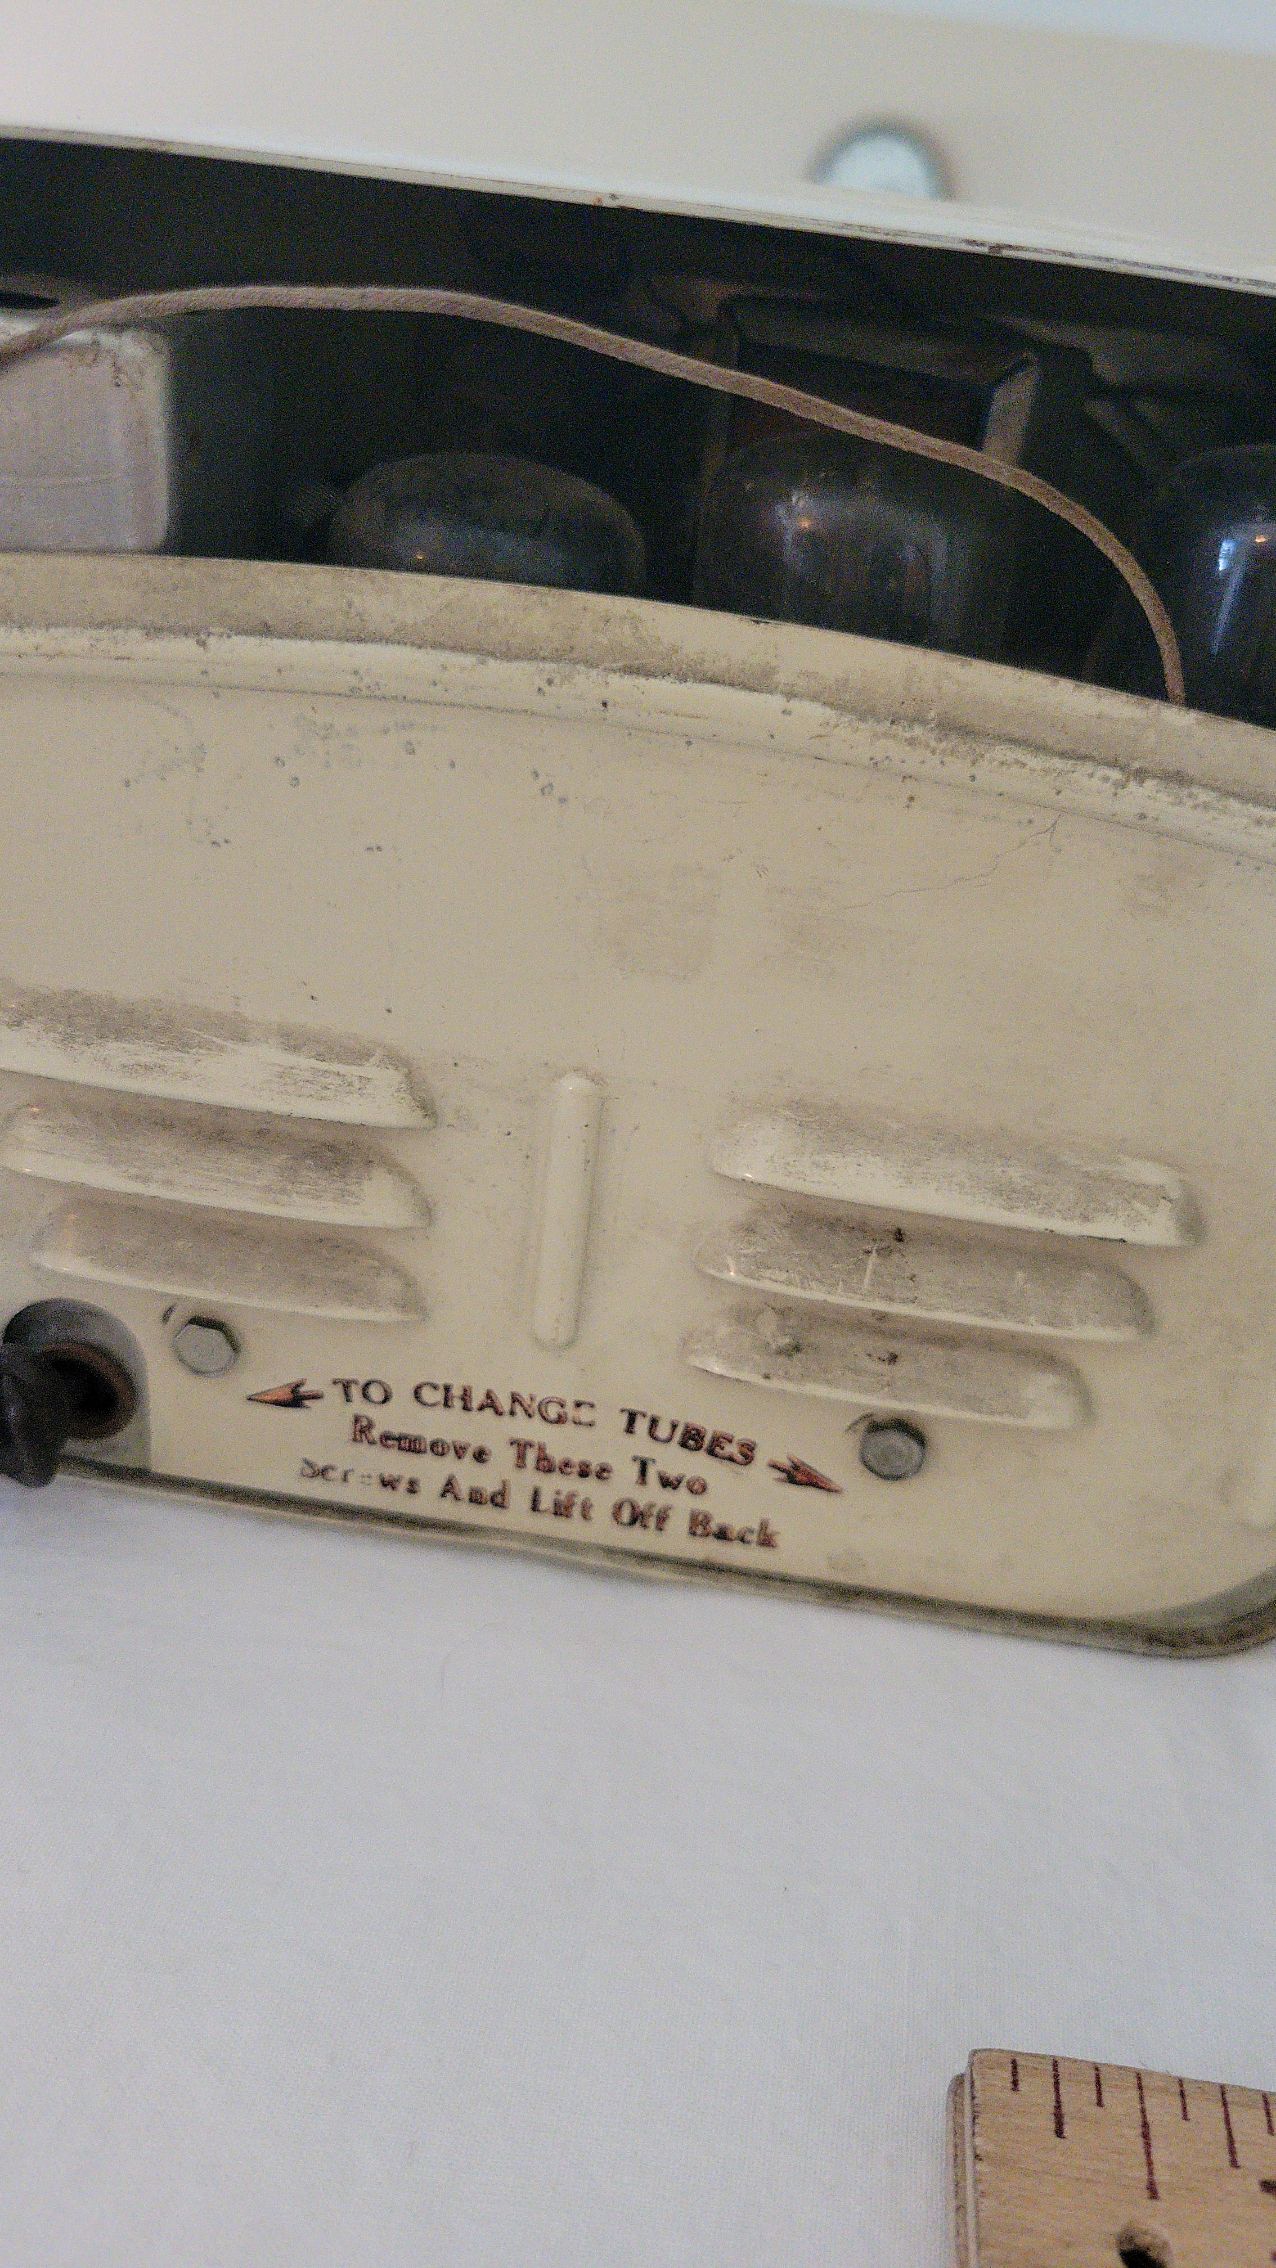 TO CHANGE TUBES
Remove These Two
Screws And Lift Off Back